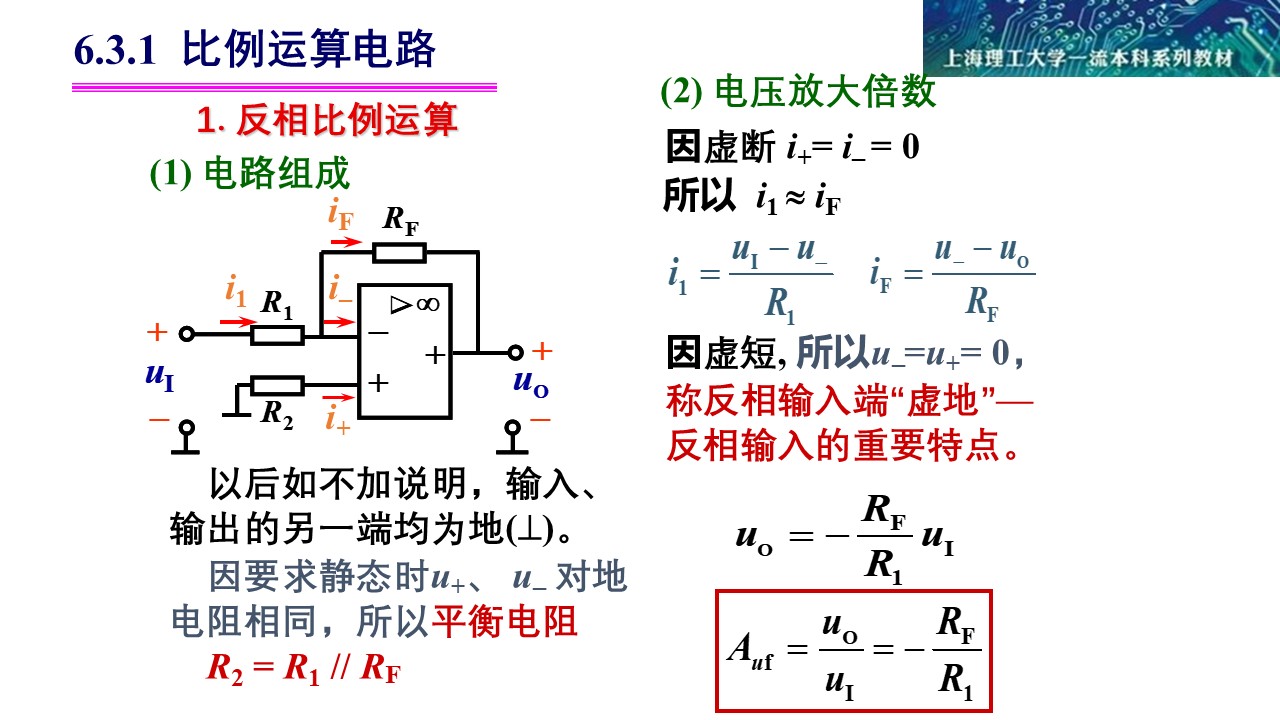 6.3.1 比例运算电路
上海理工大学一流本科系列教材
1. 反相比例运算
(1) 电路组成
iF
RF
i1
R1
i–
▷∞
–
+
+
uI
–
R2
i+
+
+
uO
–
以后如不加说明，输入、
输出的另一端均为地(⊥)。
因要求静态时u+、 u– 对地
电阻相同，所以平衡电阻
R2 = R1 // RF
(2) 电压放大倍数
因虚断 i+= i– = 0
所以 i1 ≈ iF
i1 = (uI − u–) / R1 iF = (u– − uo) / RF
因虚短, 所以u–=u+= 0，
称反相输入端“虚地”—
反相输入的重要特点。
uo = − RF / R1 uI
Auf = uO / uI = − RF / R1